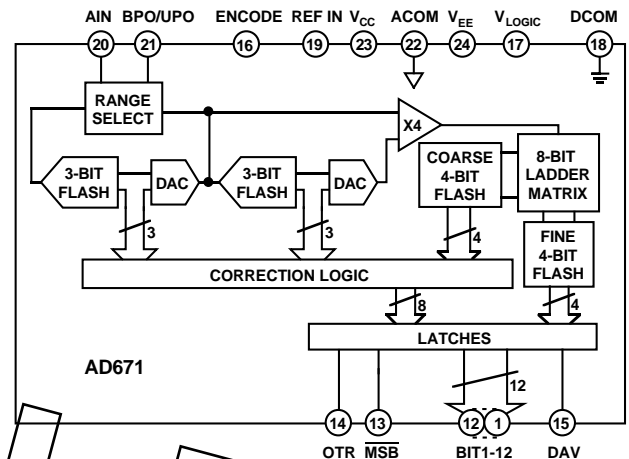 AIN BPO/UPO ENCODE REF IN VCC ACOM VEE VLOGIC DCOM
20 21 16 19 23 22 24 17 18
RANGE
SELECT
X4
3-BIT
FLASH
DAC
3-BIT
FLASH
DAC
COARSE
4-BIT
FLASH
8-BIT
LADDER
MATRIX
3
3
4
FINE
4-BIT
FLASH
CORRECTION LOGIC
8
4
LATCHES
AD671
12
14 13 12 1 15
OTR MSB BIT1-12 DAV